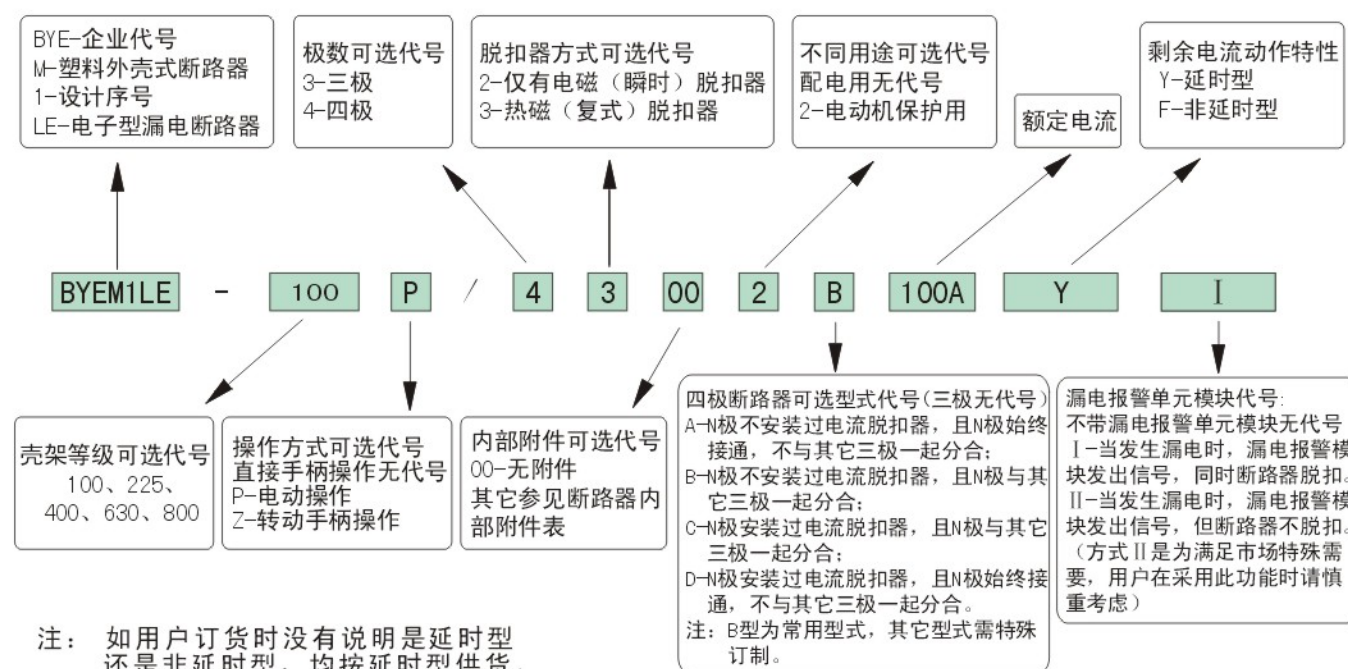 BYE-企业代号
M-塑料外壳式断路器
1-设计序号
LE-电子型漏电断路器
极数可选代号
3-三极
4-四极
脱扣器方式可选代号
2-仅有电磁（瞬时）脱扣器
3-热磁（复式）脱扣器
不同用途可选代号
配电用无代号
2-电动机保护用
额定电流
剩余电流动作特性
Y-延时型
F-非延时型
BYEM1LE - 100 P / 4 3 00 2 B 100A Y I
壳架等级可选代号
100、225、
400、630、800
操作方式可选代号
直接手柄操作无代号
P-电动操作
Z-转动手柄操作
内部附件可选代号
00-无附件
其它参见断路器内
部附件表
四极断路器可选型式代号(三极无代号)
A-N极不安装过电流脱扣器，且N极始终
接通，不与其它三极一起分合；
B-N极不安装过电流脱扣器，且N极与其
它三极一起分合；
C-N极安装过电流脱扣器，且N极与其它
三极一起分合；
D-N极安装过电流脱扣器，且N极始终接
通，不与其它三极一起分合。
注：B型为常用型式，其它型式需特殊
订制。
漏电报警单元模块代号:
不带漏电报警单元模块无代号
Ⅰ-当发生漏电时，漏电报警模
块发出信号，同时断路器脱扣。
Ⅱ-当发生漏电时，漏电报警模
块发出信号，但断路器不脱扣。
（方式Ⅱ是为满足市场特殊需
要，用户在采用此功能时请慎
重考虑）
注： 如用户订货时没有说明是延时型
还是非延时型，均按延时型供货。